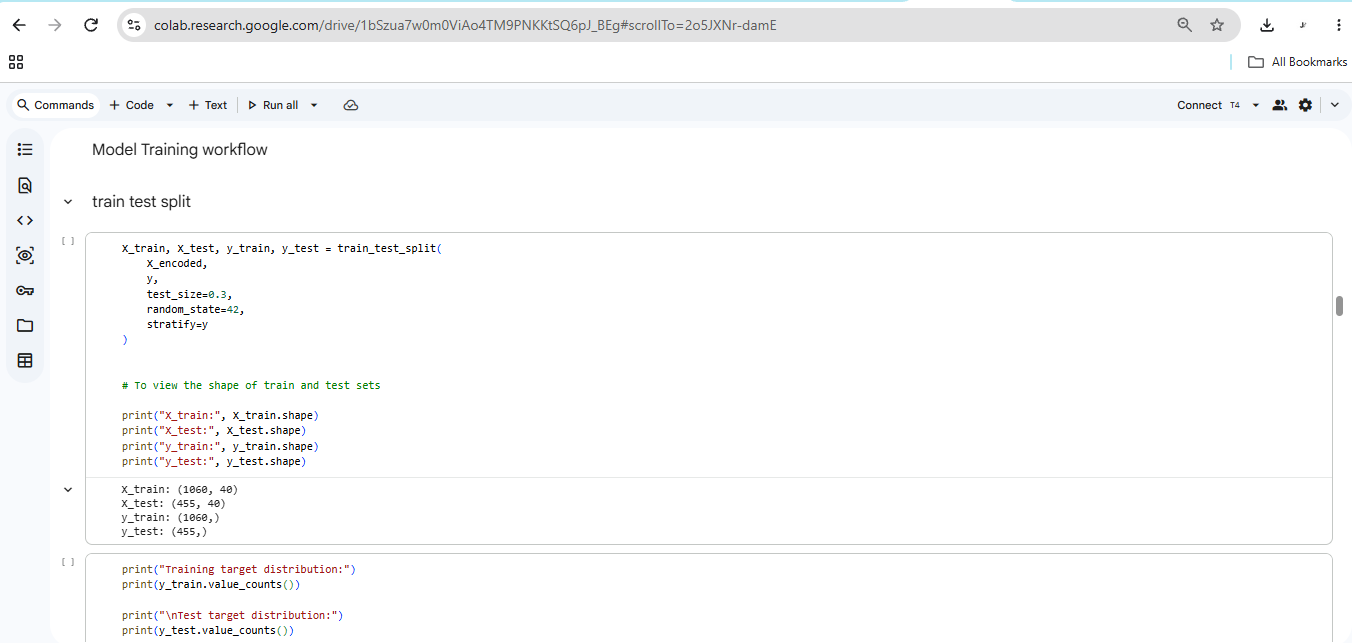 colab.research.google.com/drive/1bSzua7w0m0ViAo4TM9PNKKtSQ6pJ_BEg#scrollTo=2o5JXNr-damE
All Bookmarks
Commands + Code + Text Run all Connect T4
Model Training workflow
train test split
[ ]
X_train, X_test, y_train, y_test = train_test_split(
    X_encoded,
    y,
    test_size=0.3,
    random_state=42,
    stratify=y
)
# To view the shape of train and test sets
print("X_train:", X_train.shape)
print("X_test:", X_test.shape)
print("y_train:", y_train.shape)
print("y_test:", y_test.shape)
X_train: (1060, 40)
X_test: (455, 40)
y_train: (1060,)
y_test: (455,)
[ ]
print("Training target distribution:")
print(y_train.value_counts())
print("\nTest target distribution:")
print(y_test.value_counts())